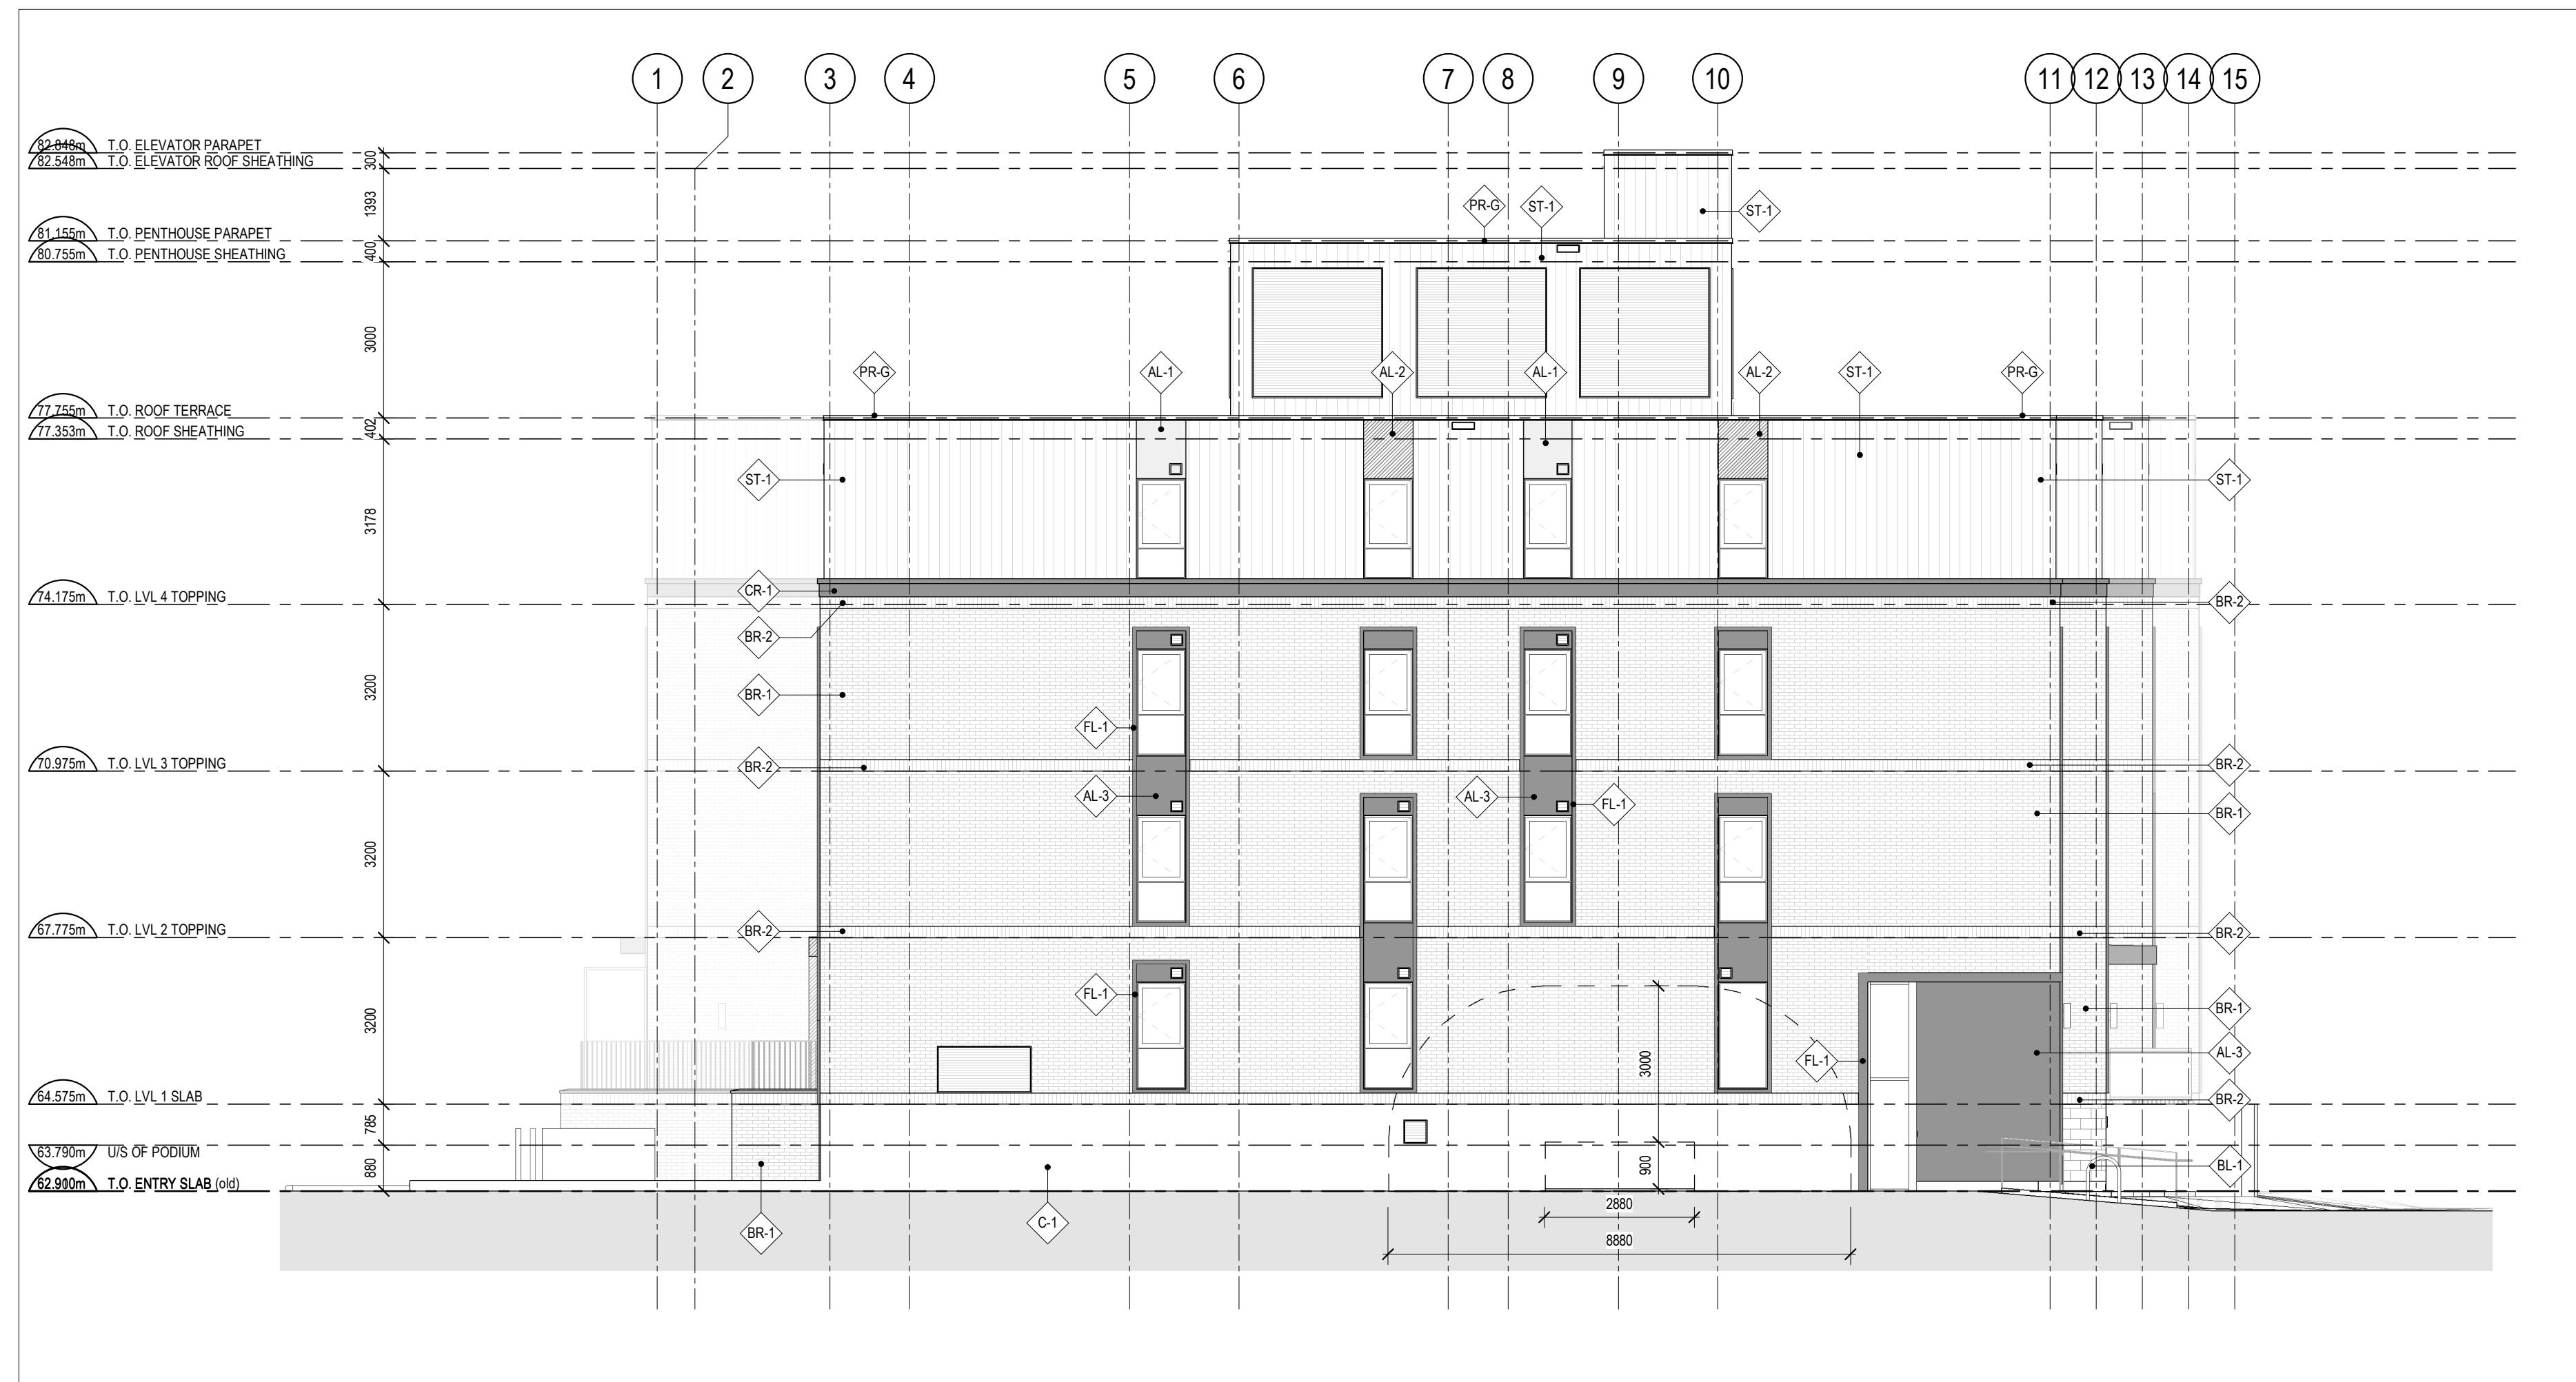 1 2 3 4 5 6 7 8 9 10 11 12 13 14 15
82.848m T.O. ELEVATOR PARAPET
82.548m T.O. ELEVATOR ROOF SHEATHING
300
1393
PR-G ST-1 ST-1
81.155m T.O. PENTHOUSE PARAPET
400
80.755m T.O. PENTHOUSE SHEATHING
3000
PR-G AL-1 AL-2 AL-1 AL-2 ST-1 PR-G
77.755m T.O. ROOF TERRACE
402
77.353m T.O. ROOF SHEATHING
ST-1 ST-1
3178
CR-1
74.175m T.O. LVL 4 TOPPING
BR-2
BR-2
3200
BR-1
FL-1
70.975m T.O. LVL 3 TOPPING
BR-2 BR-2
AL-3 AL-3 FL-1
BR-1
3200
67.775m T.O. LVL 2 TOPPING
BR-2 BR-2
FL-1
BR-1
3200
3000
FL-1 AL-3
64.575m T.O. LVL 1 SLAB
BR-2
785
63.790m U/S OF PODIUM
880
900
BL-1
62.900m T.O. ENTRY SLAB (old)
2880
BR-1 C-1
8880